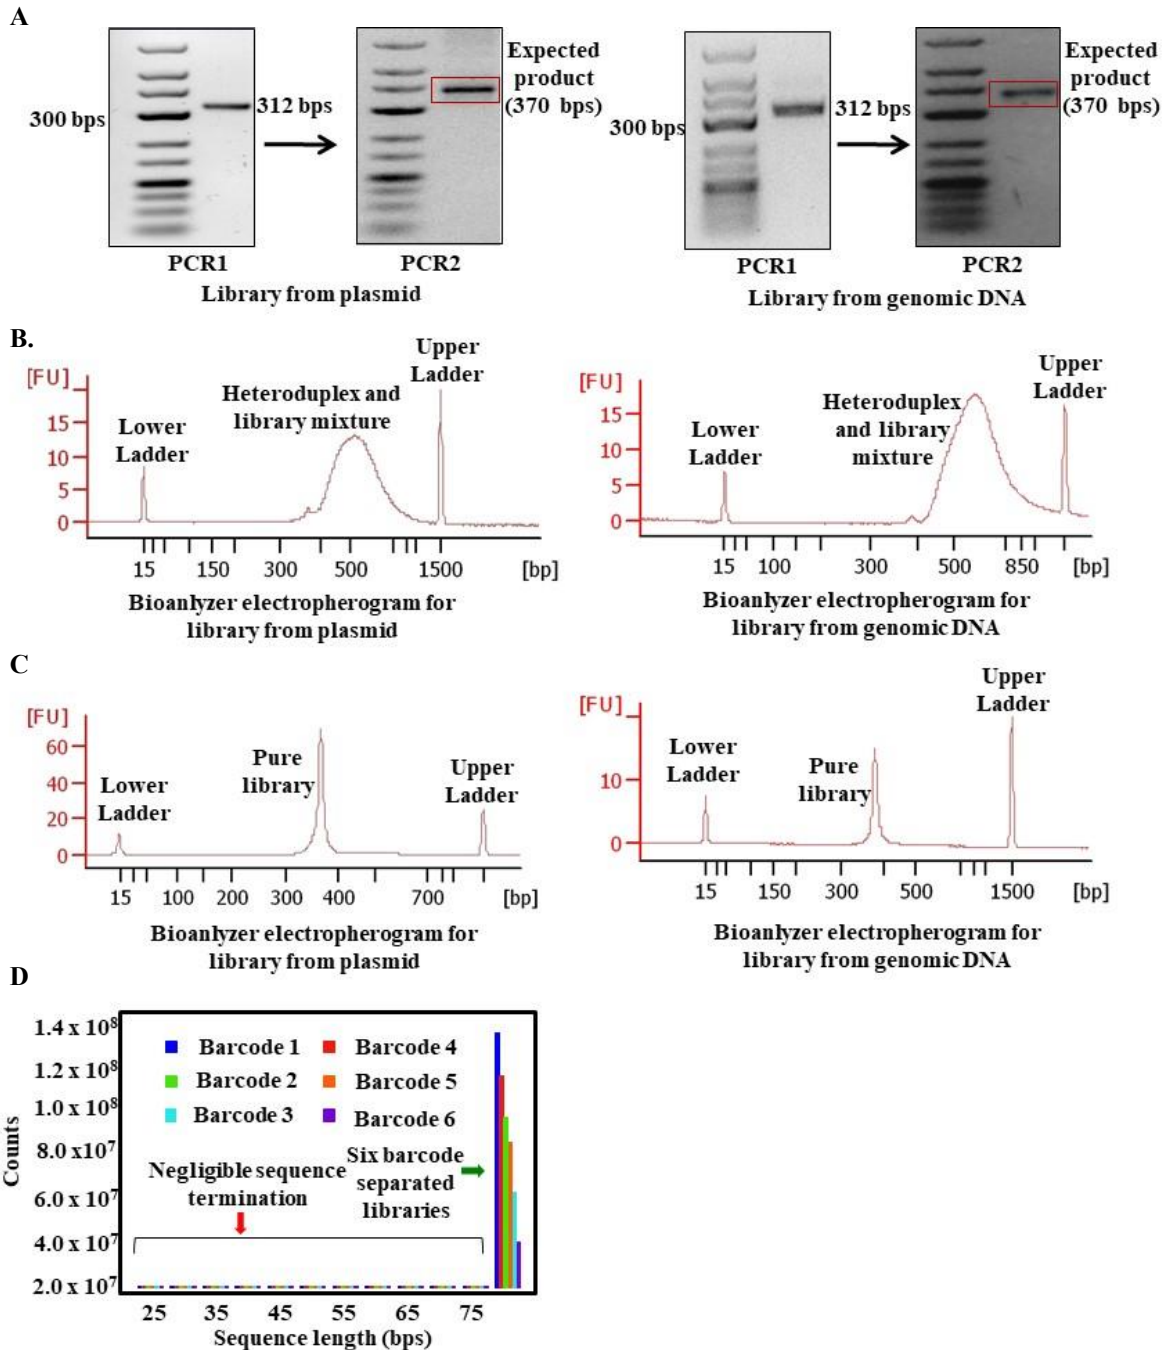 A
300 bps
312 bps
Expected
product
(370 bps)
PCR1
PCR2
Library from plasmid
300 bps
312 bps
Expected
product
(370 bps)
PCR1
PCR2
Library from genomic DNA
B.
[FU]
15
10
5
0
Lower
Ladder
Heteroduplex and
library mixture
Upper
Ladder
15 150 300 500 1500 [bp]
Bioanlyzer electropherogram for
library from plasmid
[FU]
15
10
5
0
Lower
Ladder
Heteroduplex
and library
mixture
Upper
Ladder
15 100 300 500 850 [bp]
Bioanlyzer electropherogram for
library from genomic DNA
C
[FU]
60
40
20
0
Lower
Ladder
Pure
library
Upper
Ladder
15 100 200 300 400 700 [bp]
Bioanlyzer electropherogram for
library from plasmid
[FU]
10
0
Lower
Ladder
Pure
library
Upper
Ladder
15 150 300 500 1500 [bp]
Bioanlyzer electropherogram for
library from genomic DNA
D
Counts
1.4 x 10⁸
1.2 x 10⁸
1.0 x 10⁸
8.0 x10⁷
6.0 x 10⁷
4.0 x 10⁷
2.0 x 10⁷
Barcode 1 Barcode 4
Barcode 2 Barcode 5
Barcode 3 Barcode 6
Negligible sequence
termination
Six barcode
separated
libraries
25 35 45 55 65 75
Sequence length (bps)